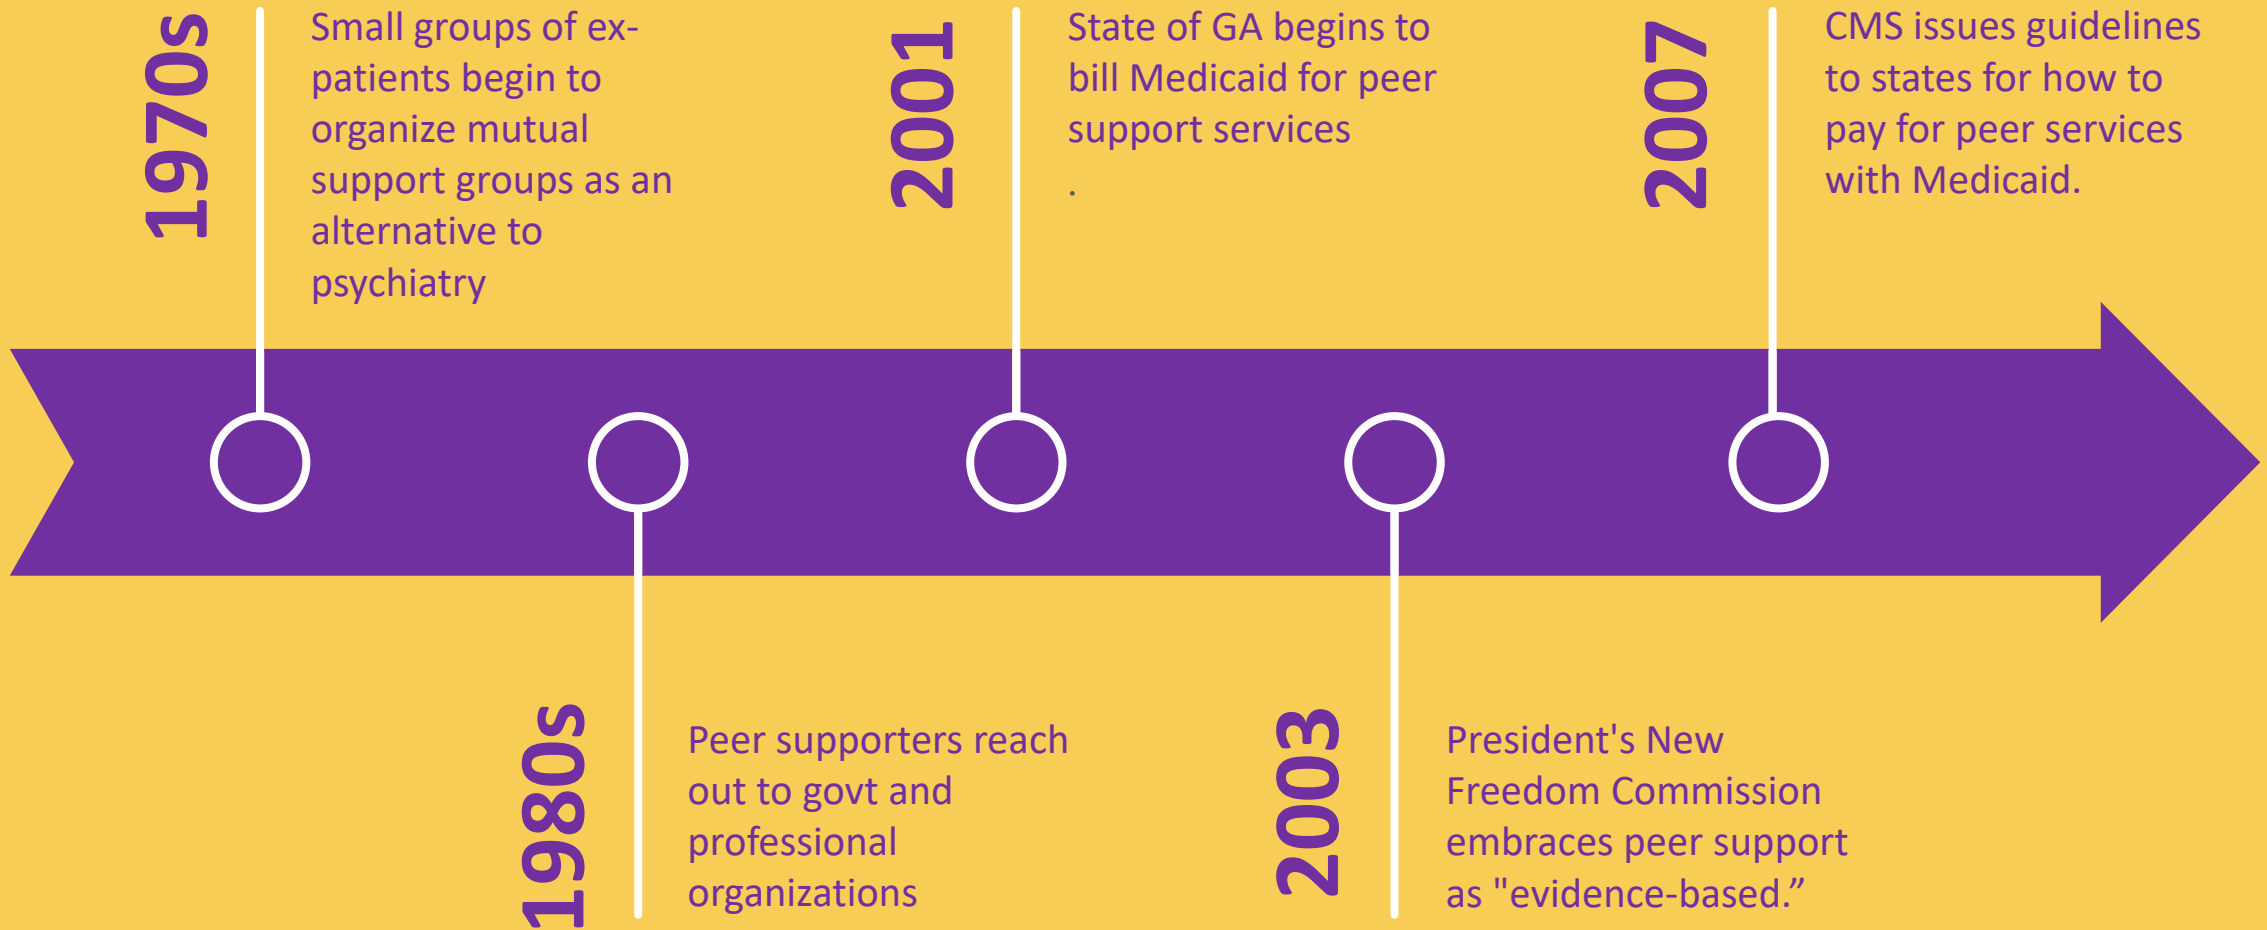 1970s
Small groups of ex-
patients begin to
organize mutual
support groups as an
alternative to
psychiatry
1980s
Peer supporters reach
out to govt and
professional
organizations
2001
State of GA begins to
bill Medicaid for peer
support services
.
2003
President's New
Freedom Commission
embraces peer support
as "evidence-based.”
2007
CMS issues guidelines
to states for how to
pay for peer services
with Medicaid.